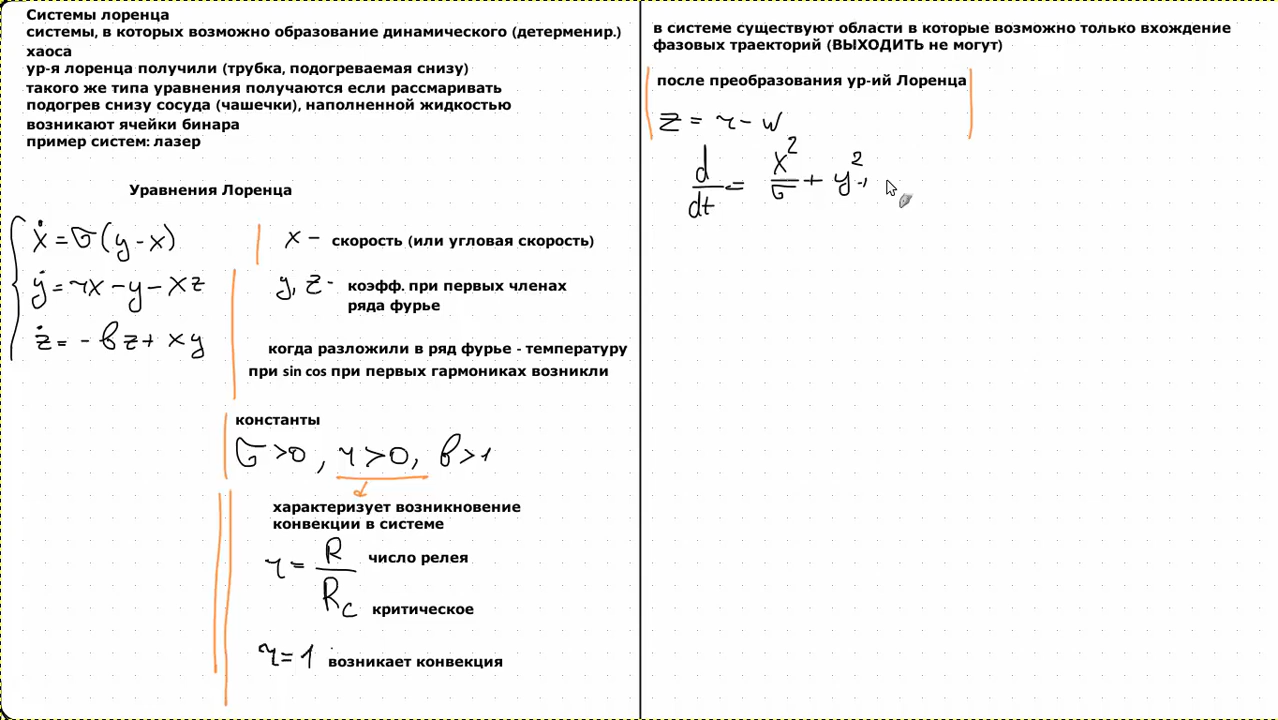 Системы лоренца
системы, в которых возможно образование динамического (детерменир.)
хаоса
ур-я лоренца получили (трубка, подогреваемая снизу)
такого же типа уравнения получаются если рассмаривать
подогрев снизу сосуда (чашечки), наполненной жидкостью
возникают ячейки бинара
пример систем: лазер
Уравнения Лоренца
ẋ = σ(y - x)
ẏ = rx - y - xz
ż = - bz + xy
x - скорость (или угловая скорость)
y, z - коэфф. при первых членах
ряда фурье
когда разложили в ряд фурье - температуру
при sin cos при первых гармониках возникли
константы
σ > 0, r > 0, b > 1
характеризует возникновение
конвекции в системе
r = R / R_c
число релея
критическое
r = 1 возникает конвекция
в системе существуют области в которые возможно только вхождение
фазовых траекторий (ВЫХОДИТЬ не могут)
после преобразования ур-ий Лоренца
z = r - w
d/dt = x²/σ + y²